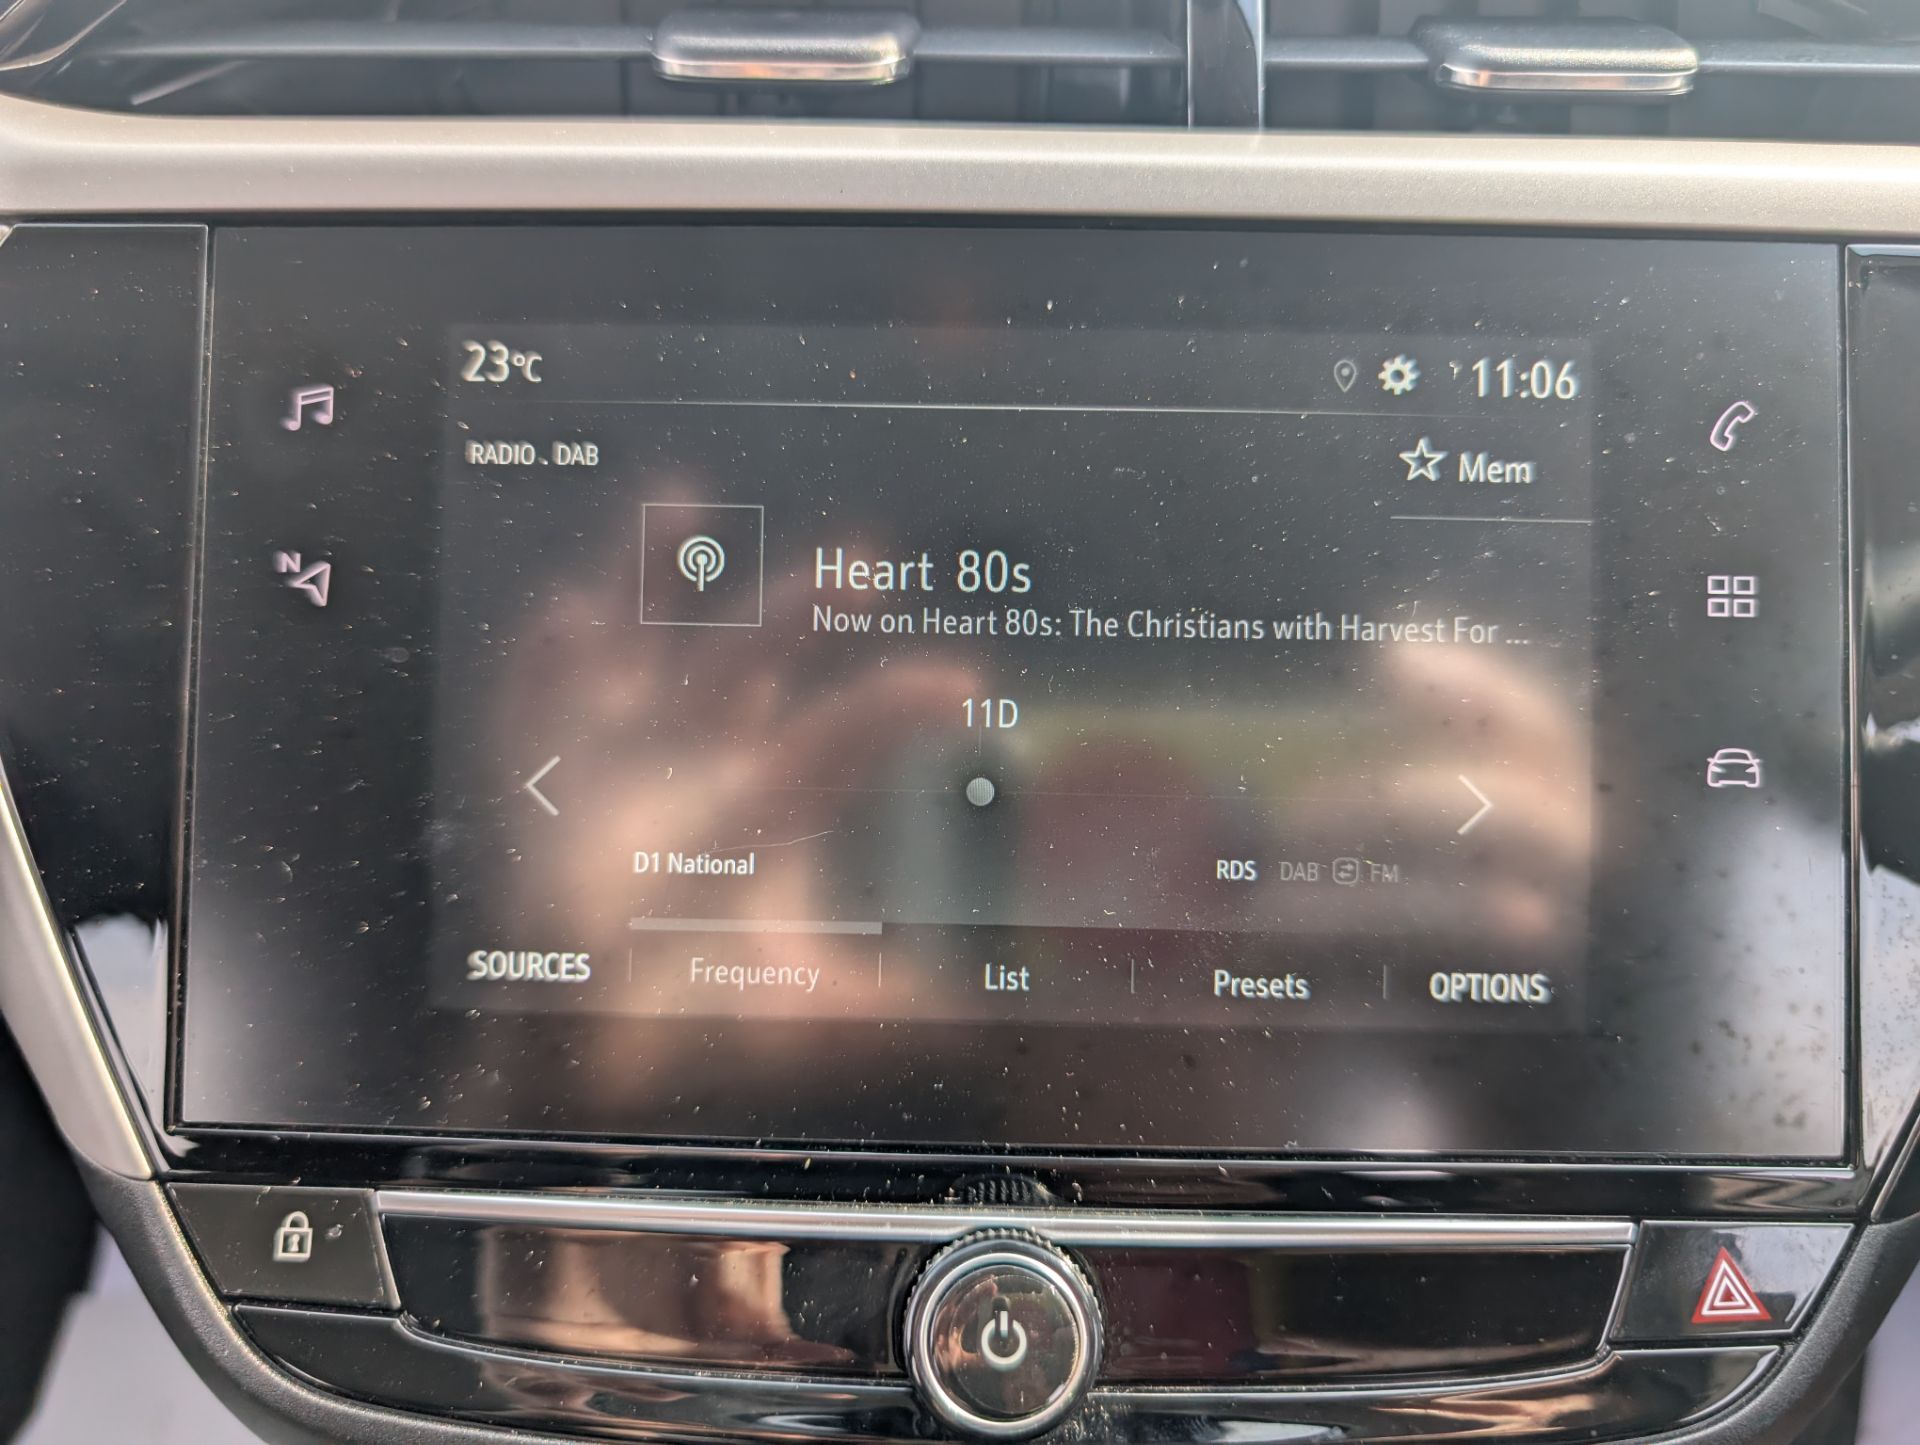 23°C
11:06
RADIO . DAB
Mem
Heart 80s
Now on Heart 80s: The Christians with Harvest For ...
11D
N
D1 National
RDS DAB FM
SOURCES Frequency List Presets OPTIONS